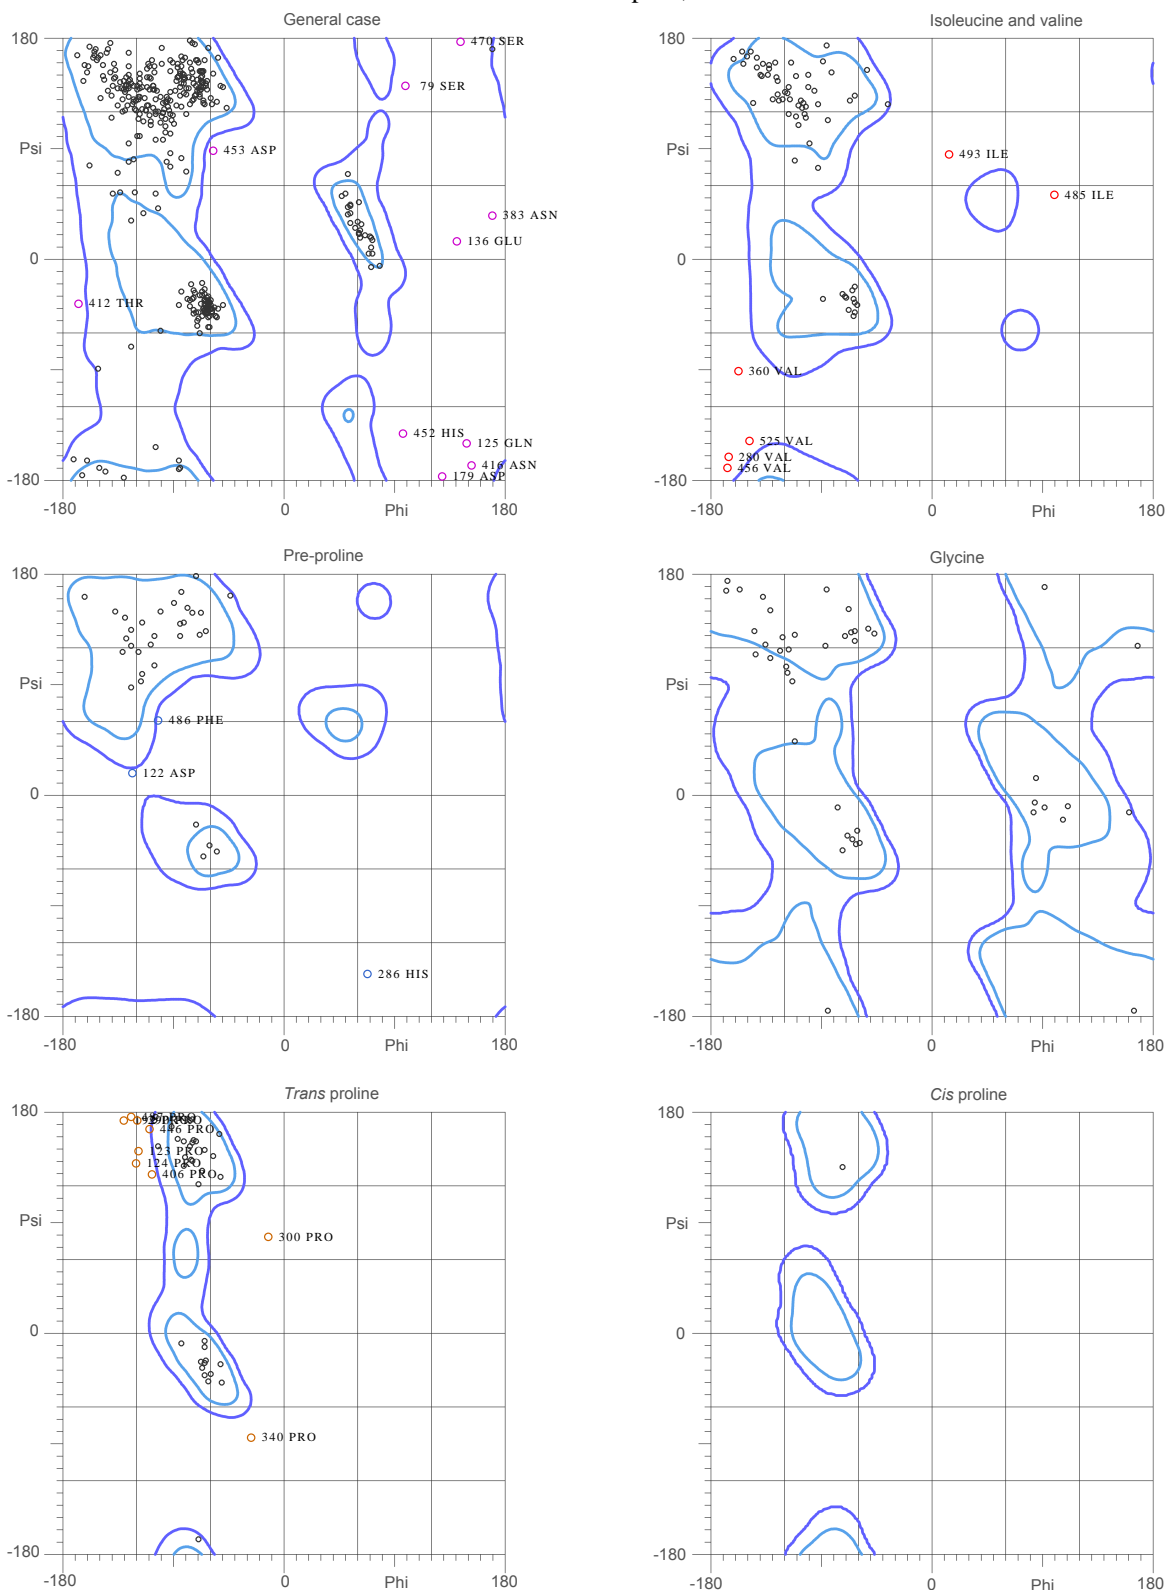 General case
180
470 SER
79 SER
Psi
453 ASP
383 ASN
136 GLU
0
412 THR
452 HIS
125 GLN
416 ASN
179 ASP
-180
-180
0
Phi
180
Isoleucine and valine
180
Psi
493 ILE
485 ILE
0
360 VAL
525 VAL
280 VAL
456 VAL
-180
-180
0
Phi
180
Pre-proline
180
Psi
486 PHE
122 ASP
0
286 HIS
-180
-180
0
Phi
180
Glycine
180
Psi
0
-180
-180
0
Phi
180
Trans proline
180
PRO
446 PRO
123 PRO
124 PRO
406 PRO
Psi
300 PRO
0
340 PRO
-180
-180
0
Phi
180
Cis proline
180
Psi
0
-180
-180
0
Phi
180